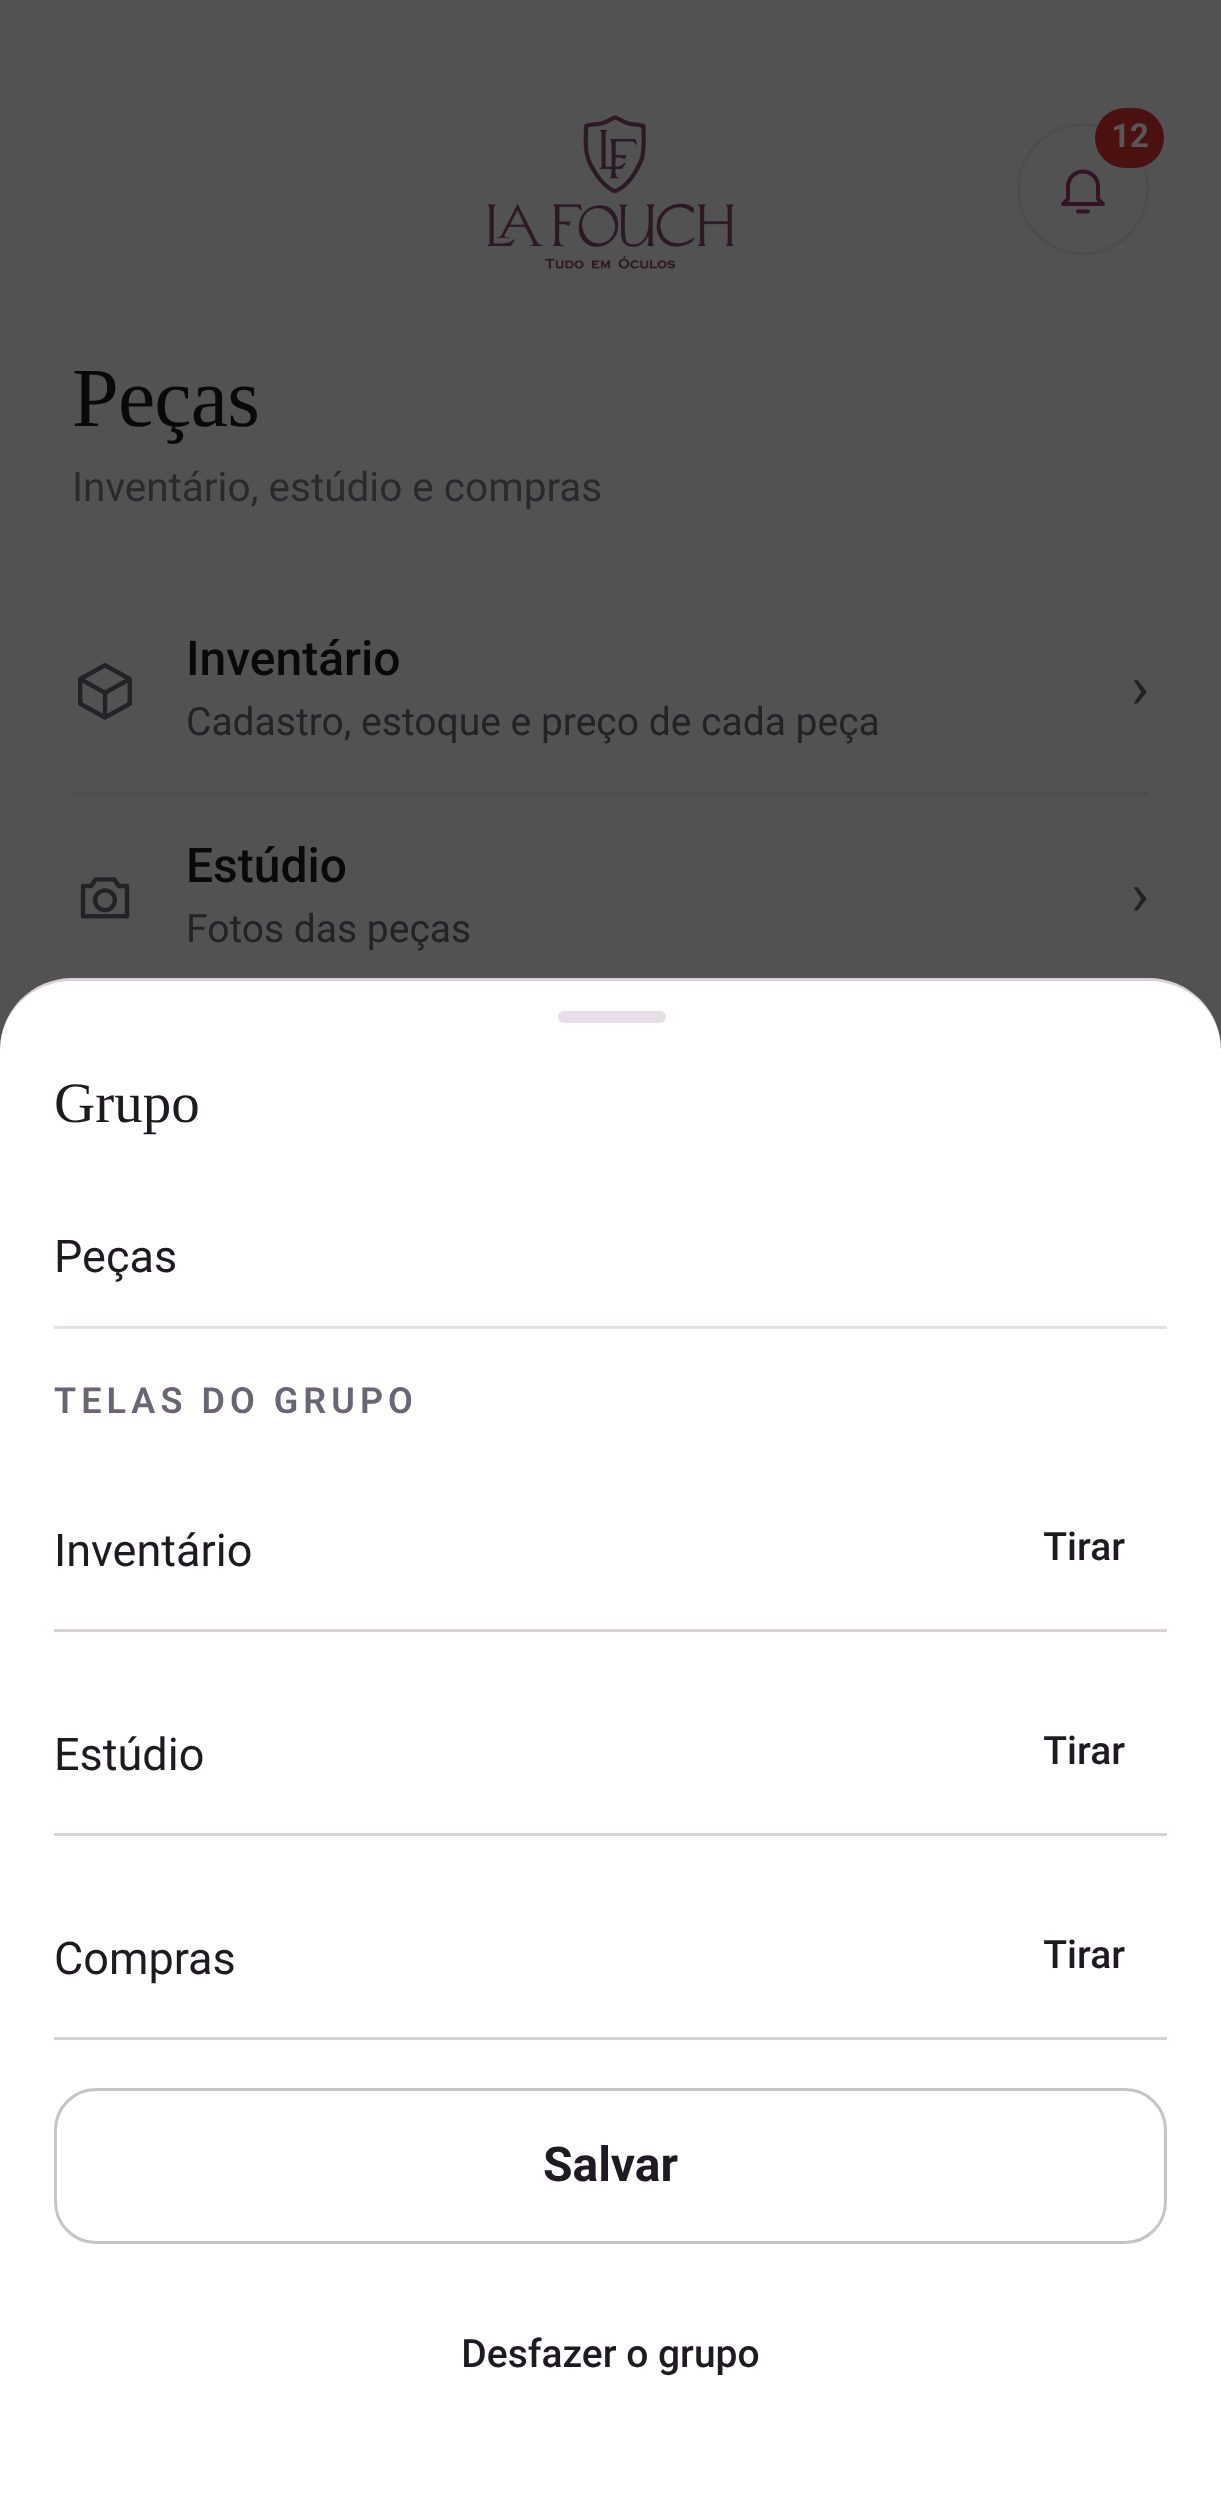 12
LF
LA FOUCH
TUDO EM ÓCULOS
Peças
Inventário, estúdio e compras
Inventário
Cadastro, estoque e preço de cada peça
Estúdio
Fotos das peças
Grupo
Peças
TELAS DO GRUPO
Inventário Tirar
Estúdio Tirar
Compras Tirar
Salvar
Desfazer o grupo